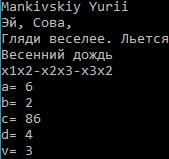 Mankivskiy Yurii
Эй, Сова,
Гляди веселее. Льется
Весенний дождь
x1x2-x2x3-x3x2
a= 6
b= 2
c= 86
d= 4
v= 3